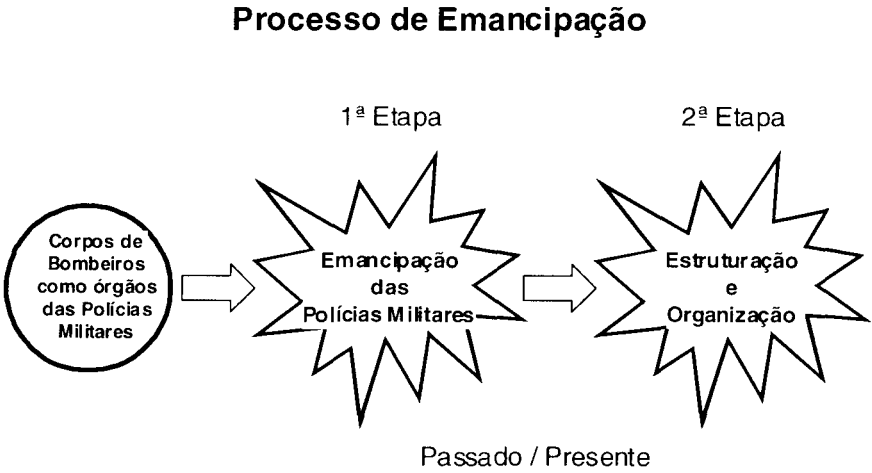 Processo de Emancipação
1ª Etapa
2ª Etapa
Corpos de
Bombeiros
como órgãos
das Polícias
Militares
Emancipação
das
Polícias Militares
Estruturação
e
Organização
Passado / Presente